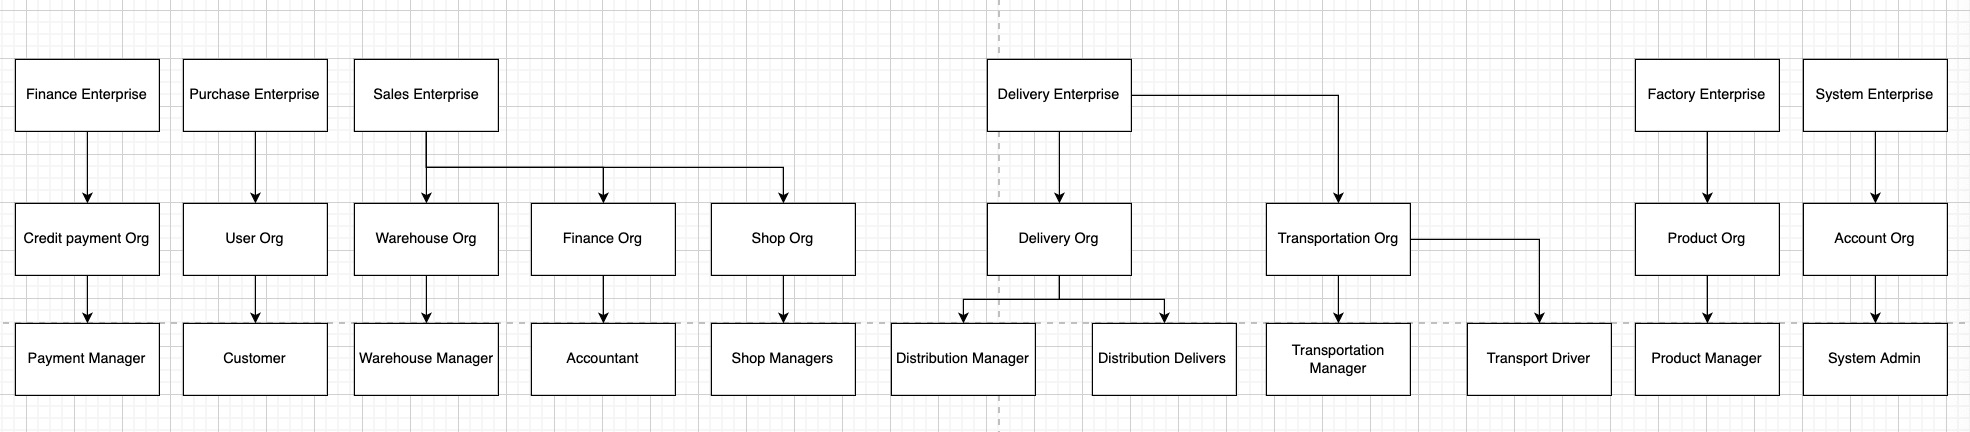 Finance Enterprise
Purchase Enterprise
Sales Enterprise
Delivery Enterprise
Factory Enterprise
System Enterprise
Credit payment Org
User Org
Warehouse Org
Finance Org
Shop Org
Delivery Org
Transportation Org
Product Org
Account Org
Payment Manager
Customer
Warehouse Manager
Accountant
Shop Managers
Distribution Manager
Distribution Delivers
Transportation
Manager
Transport Driver
Product Manager
System Admin